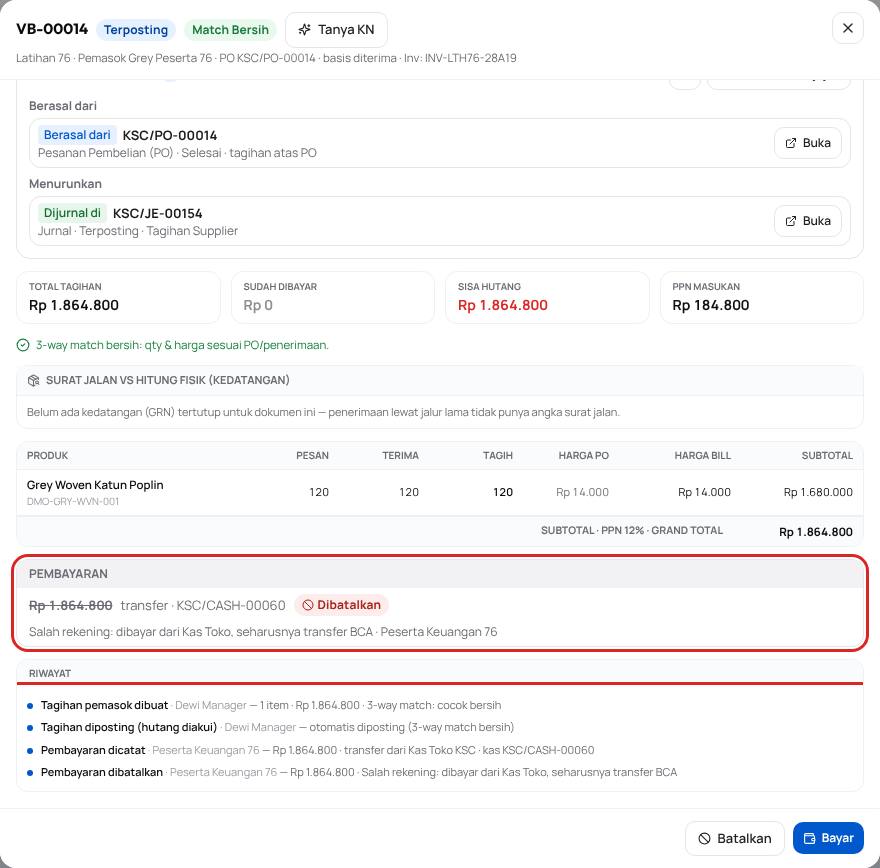 VB-00014 Terposting Match Bersih Tanya KN
Latihan 76 · Pemasok Grey Peserta 76 · PO KSC/PO-00014 · basis diterima · Inv: INV-LTH76-28A19
Berasal dari
Berasal dari KSC/PO-00014
Pesanan Pembelian (PO) · Selesai · tagihan atas PO
Buka
Menurunkan
Dijurnal di KSC/JE-00154
Jurnal · Terposting · Tagihan Supplier
Buka
TOTAL TAGIHAN
Rp 1.864.800
SUDAH DIBAYAR
Rp 0
SISA HUTANG
Rp 1.864.800
PPN MASUKAN
Rp 184.800
3-way match bersih: qty & harga sesuai PO/penerimaan.
SURAT JALAN VS HITUNG FISIK (KEDATANGAN)
Belum ada kedatangan (GRN) tertutup untuk dokumen ini — penerimaan lewat jalur lama tidak punya angka surat jalan.
PRODUK PESAN TERIMA TAGIH HARGA PO HARGA BILL SUBTOTAL
Grey Woven Katun Poplin 120 120 120 Rp 14.000 Rp 14.000 Rp 1.680.000
DMO-GRY-WVN-001
SUBTOTAL · PPN 12% · GRAND TOTAL Rp 1.864.800
PEMBAYARAN
Rp 1.864.800 transfer · KSC/CASH-00060 Dibatalkan
Salah rekening: dibayar dari Kas Toko, seharusnya transfer BCA · Peserta Keuangan 76
RIWAYAT
Tagihan pemasok dibuat · Dewi Manager — 1 item · Rp 1.864.800 · 3-way match: cocok bersih
Tagihan diposting (hutang diakui) · Dewi Manager — otomatis diposting (3-way match bersih)
Pembayaran dicatat · Peserta Keuangan 76 — Rp 1.864.800 · transfer dari Kas Toko KSC · kas KSC/CASH-00060
Pembayaran dibatalkan · Peserta Keuangan 76 — Rp 1.864.800 · Salah rekening: dibayar dari Kas Toko, seharusnya transfer BCA
Batalkan Bayar